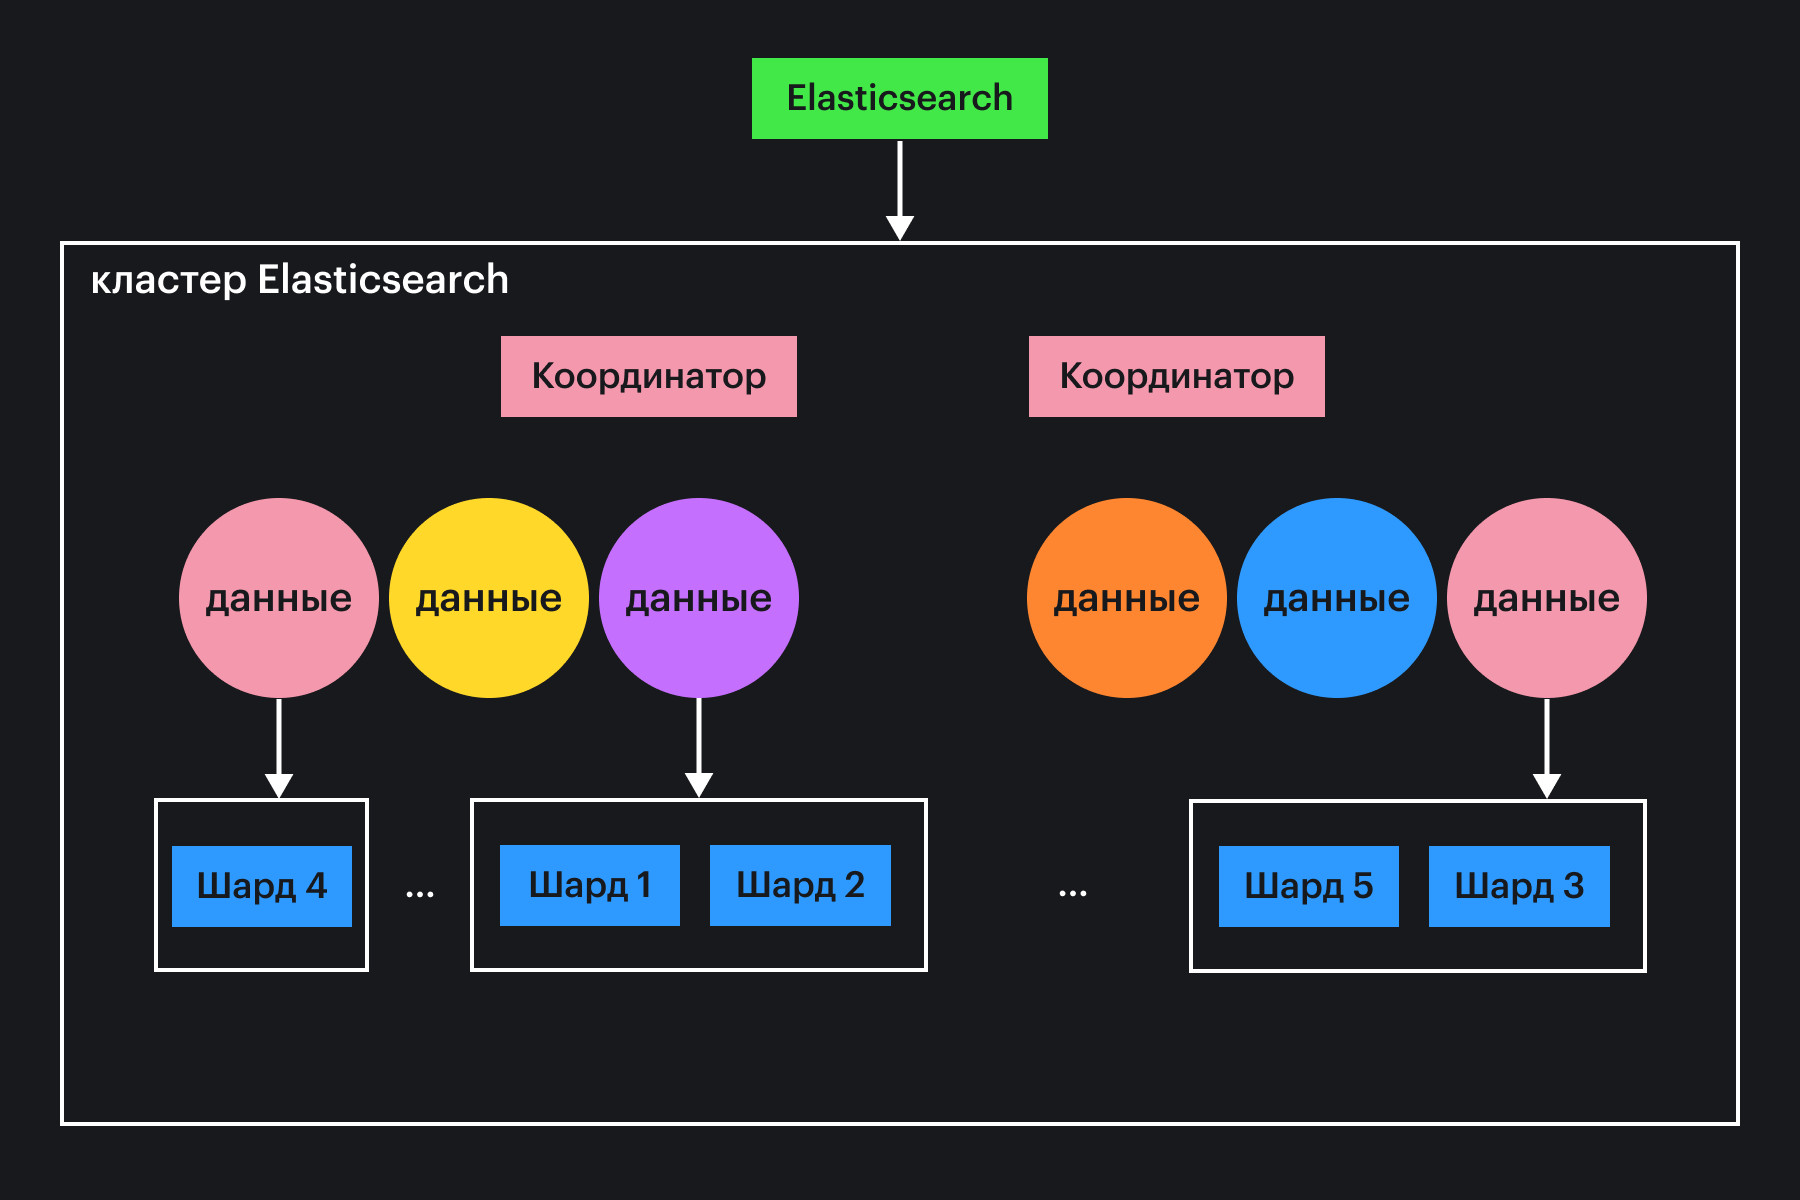 Elasticsearch
кластер Elasticsearch
Координатор
Координатор
данные
данные
данные
данные
данные
данные
Шард 4
...
Шард 1
Шард 2
...
Шард 5
Шард 3